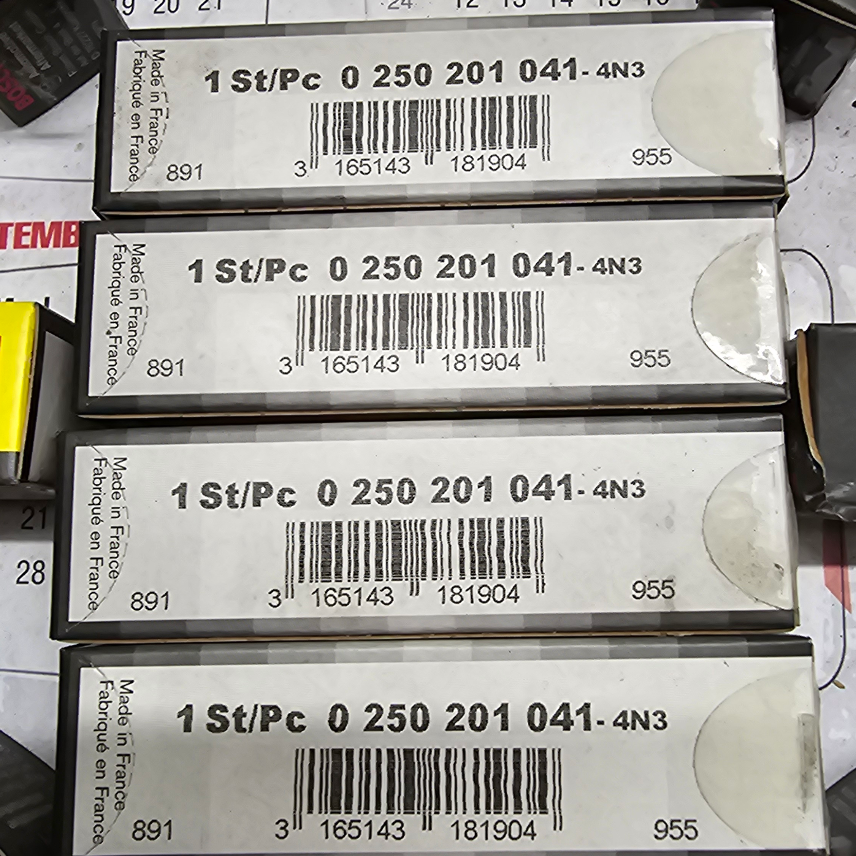 19 20 21
24
12 13 14 15 16
BOSCH
1 St/Pc 0 250 201 041- 4N3
Made in France
Fabriqué en France
891
3 165143 181904
955
TEMB
1 St/Pc 0 250 201 041- 4N3
Made in France
Fabriqué en France
891
3 165143 181904
955
1 St/Pc 0 250 201 041- 4N3
Made in France
Fabriqué en France
891
3 165143 181904
955
21
28
1 St/Pc 0 250 201 041- 4N3
Made in France
Fabriqué en France
891
3 165143 181904
955